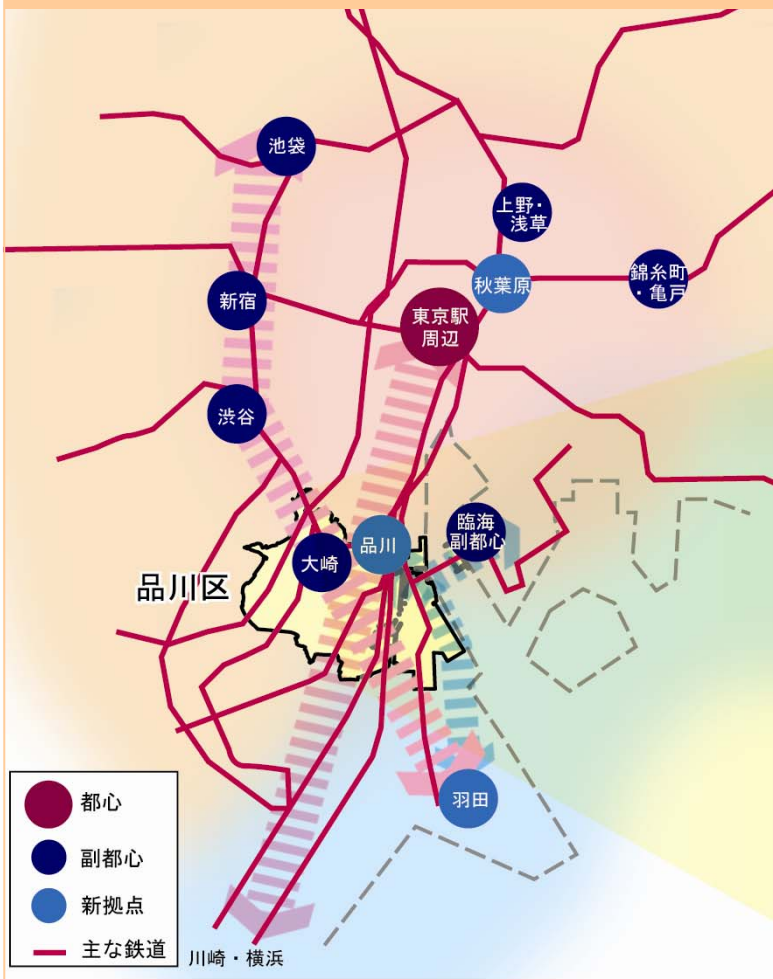 池袋
上野・
浅草
秋葉原
錦糸町
・亀戸
新宿
東京駅
周辺
渋谷
臨海
副都心
品川
大崎
品川区
羽田
都心
副都心
新拠点
主な鉄道
川崎・横浜